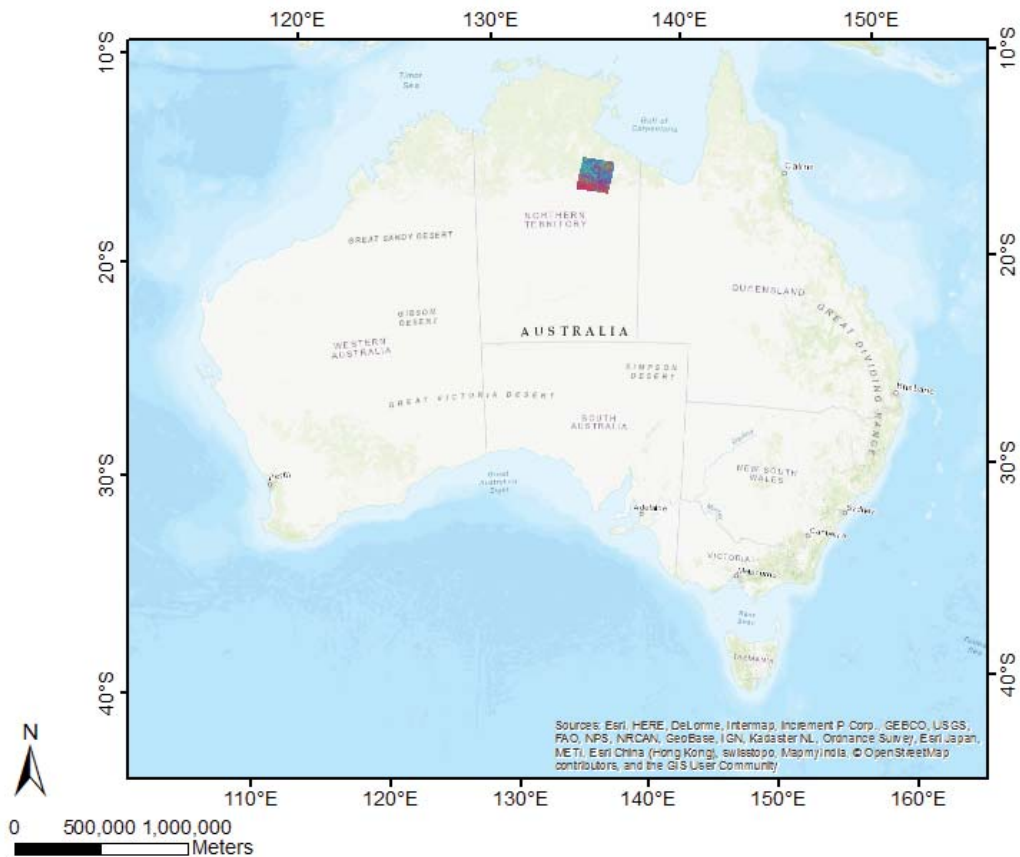 120°E 130°E 140°E 150°E
10°S 10°S
Timor
Sea
Gulf of
Carpentaria
NORTHERN
TERRITORY
GREAT SANDY DESERT
20°S 20°S
QUEENSLAND
GIBSON
DESERT
GREAT DIVIDING RANGE
AUSTRALIA
WESTERN
AUSTRALIA
SIMPSON
DESERT
GREAT VICTORIA DESERT
Brisbane
SOUTH
AUSTRALIA
30°S 30°S
Great
Australian
Bight
NEW SOUTH
WALES
Perth
Adelaide
Sydney
Canberra
VICTORIA
Melbourne
Bass
Strait
TASMANIA
40°S 40°S
N
Sources: Esri, HERE, DeLorme, Intermap, Increment P Corp., GEBCO, USGS,
FAO, NPS, NRCAN, GeoBase, IGN, Kadaster NL, Ordnance Survey, Esri Japan,
METI, Esri China (Hong Kong), swisstopo, MapmyIndia, © OpenStreetMap
contributors, and the GIS User Community
110°E 120°E 130°E 140°E 150°E 160°E
0 500,000 1,000,000
Meters